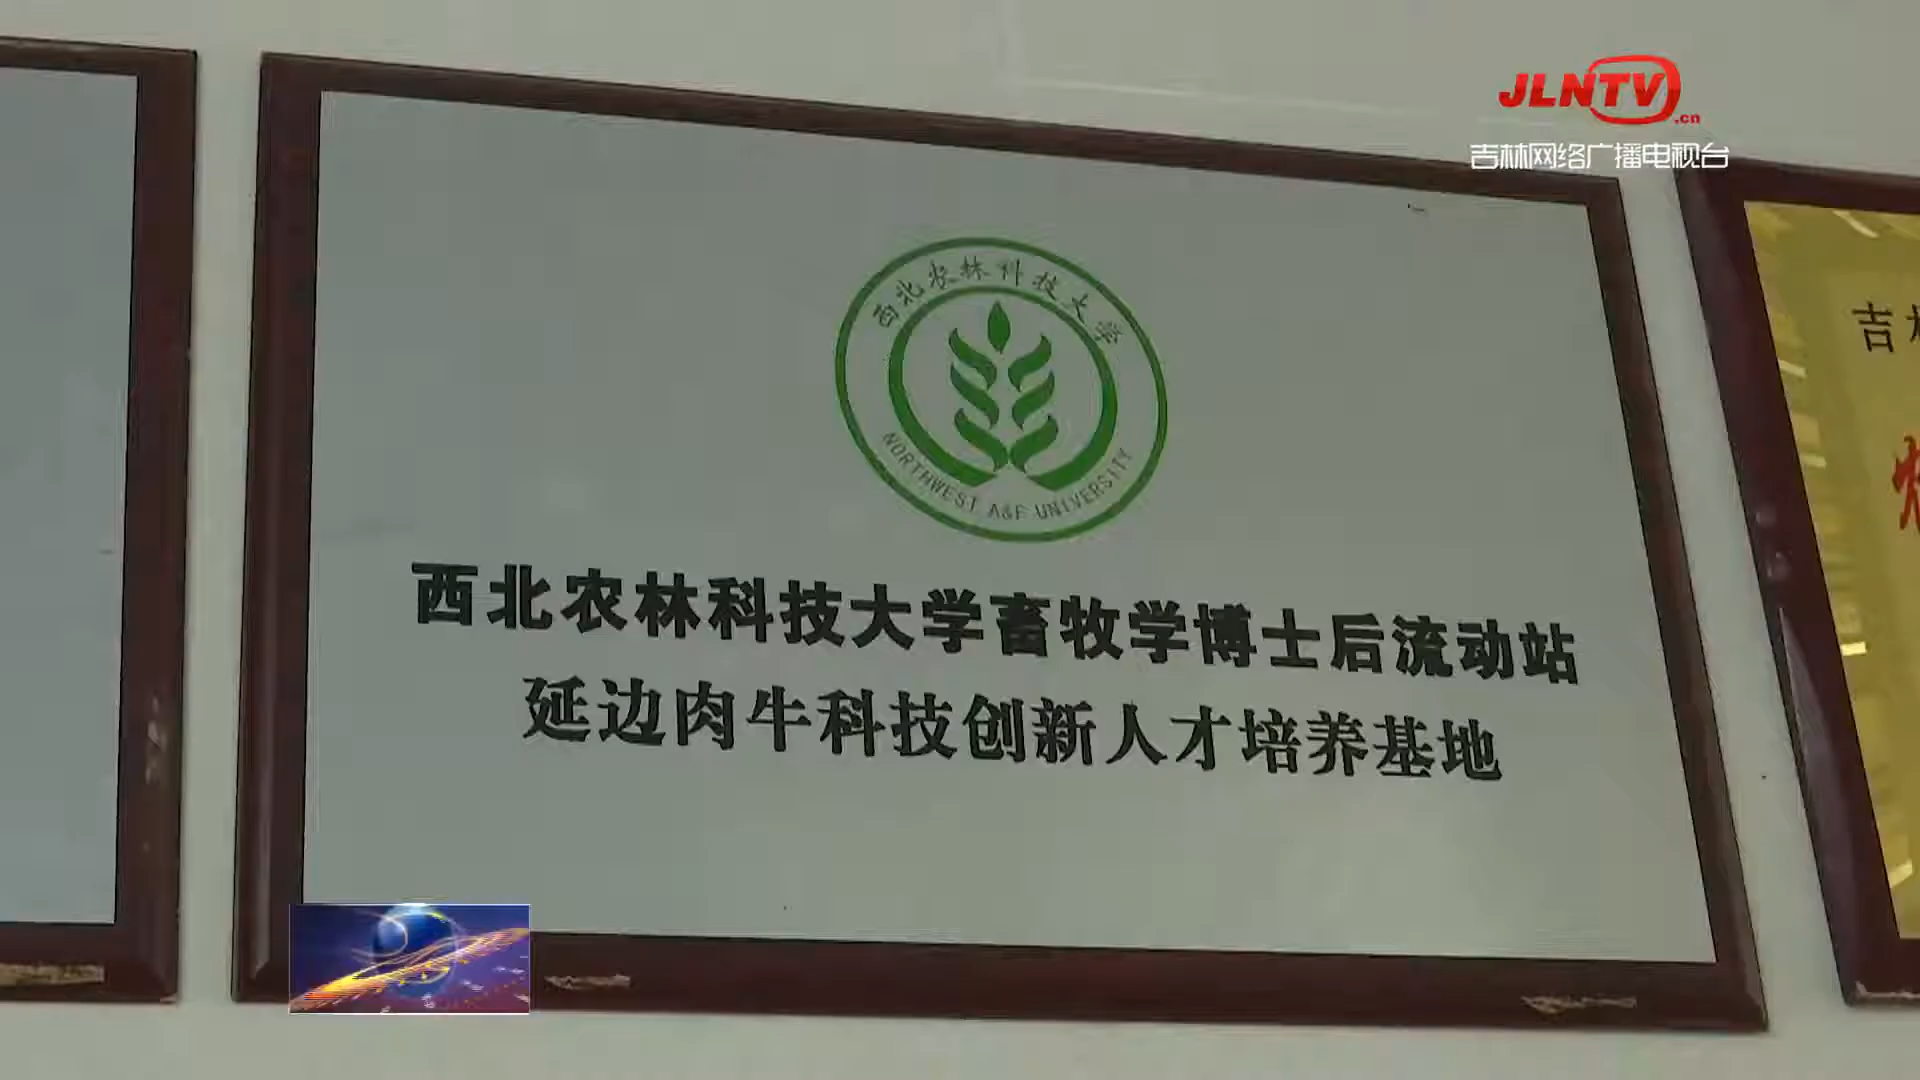 JLNTV.cn
吉林网络广播电视台
西北农林科技大学
NORTHWEST A&F UNIVERSITY
西北农林科技大学畜牧学博士后流动站
延边肉牛科技创新人才培养基地
吉